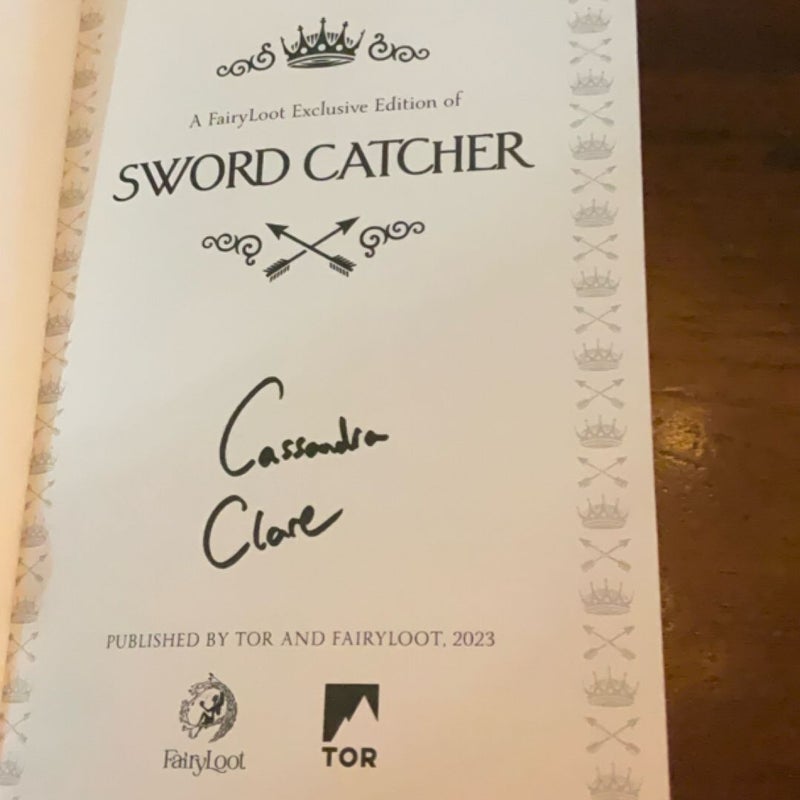 A FairyLoot Exclusive Edition of
SWORD CATCHER
Cassandra
Clare
PUBLISHED BY TOR AND FAIRYLOOT, 2023
FairyLoot
TOR